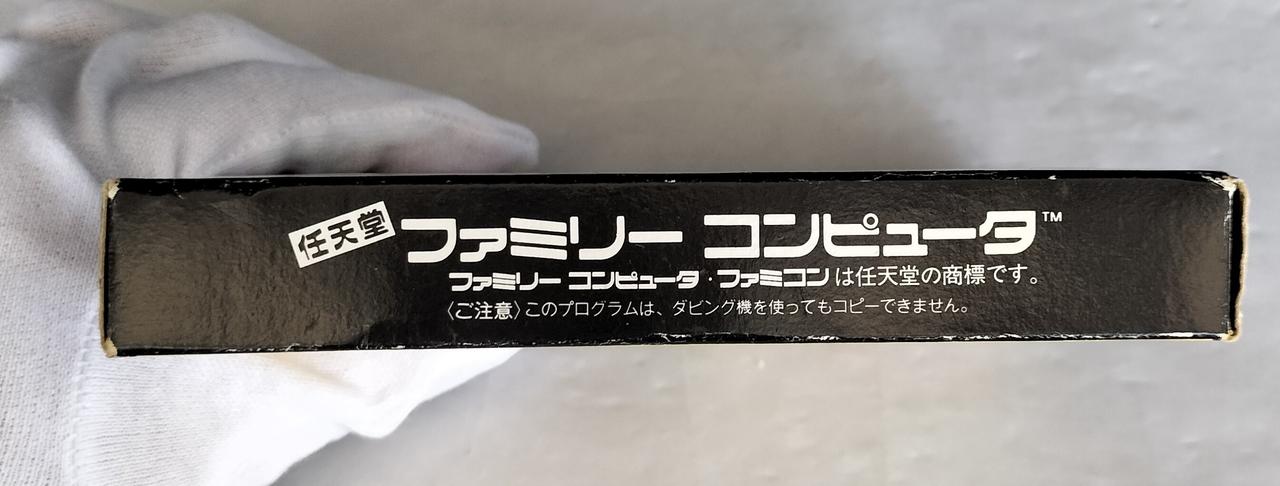 任天堂 ファミリー コンピュータ™
ファミリー コンピュータ・ファミコンは任天堂の商標です。
〈ご注意〉このプログラムは、ダビング機を使ってもコピーできません。